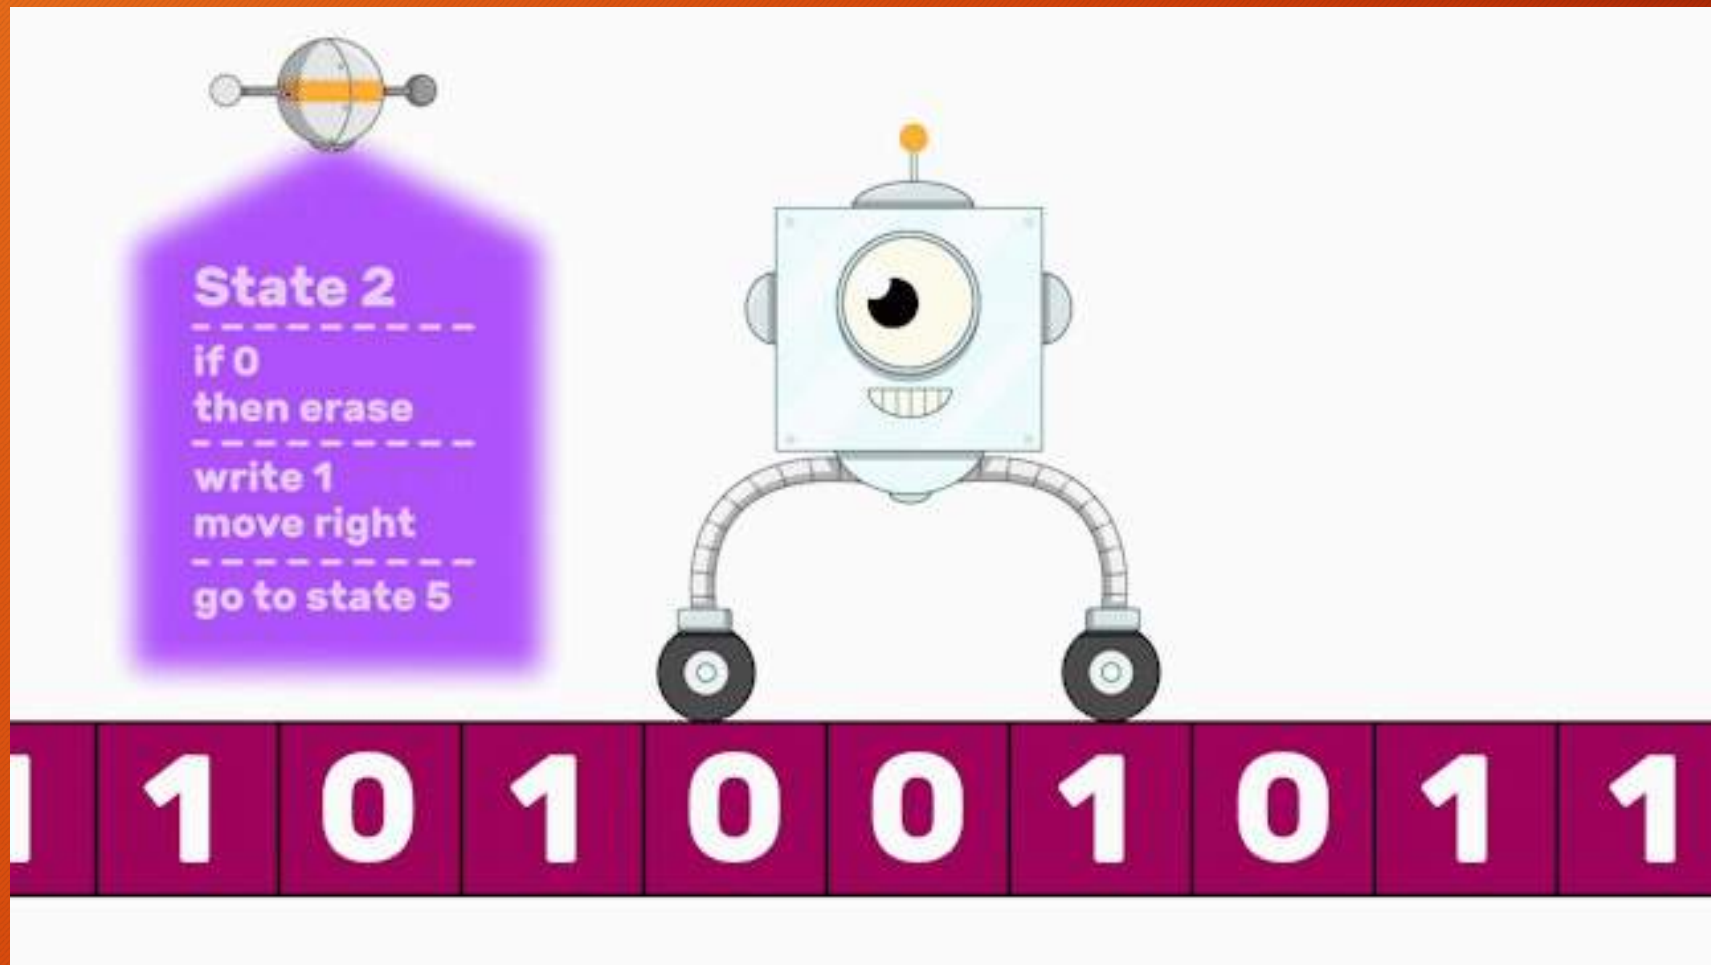 State 2
if 0
then erase
write 1
move right
go to state 5
1 1 0 1 0 0 1 0 1 1